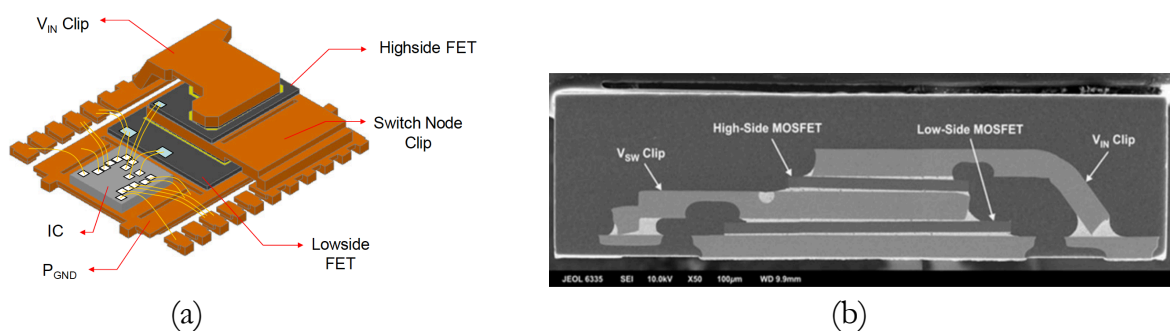 V_IN Clip
Highside FET
Switch Node
Clip
IC
Lowside
FET
P_GND
(a)
High-Side MOSFET
Low-Side MOSFET
V_SW Clip
V_IN Clip
JEOL 6335 SEI 10.0kV X50 100μm WD 9.9mm
(b)